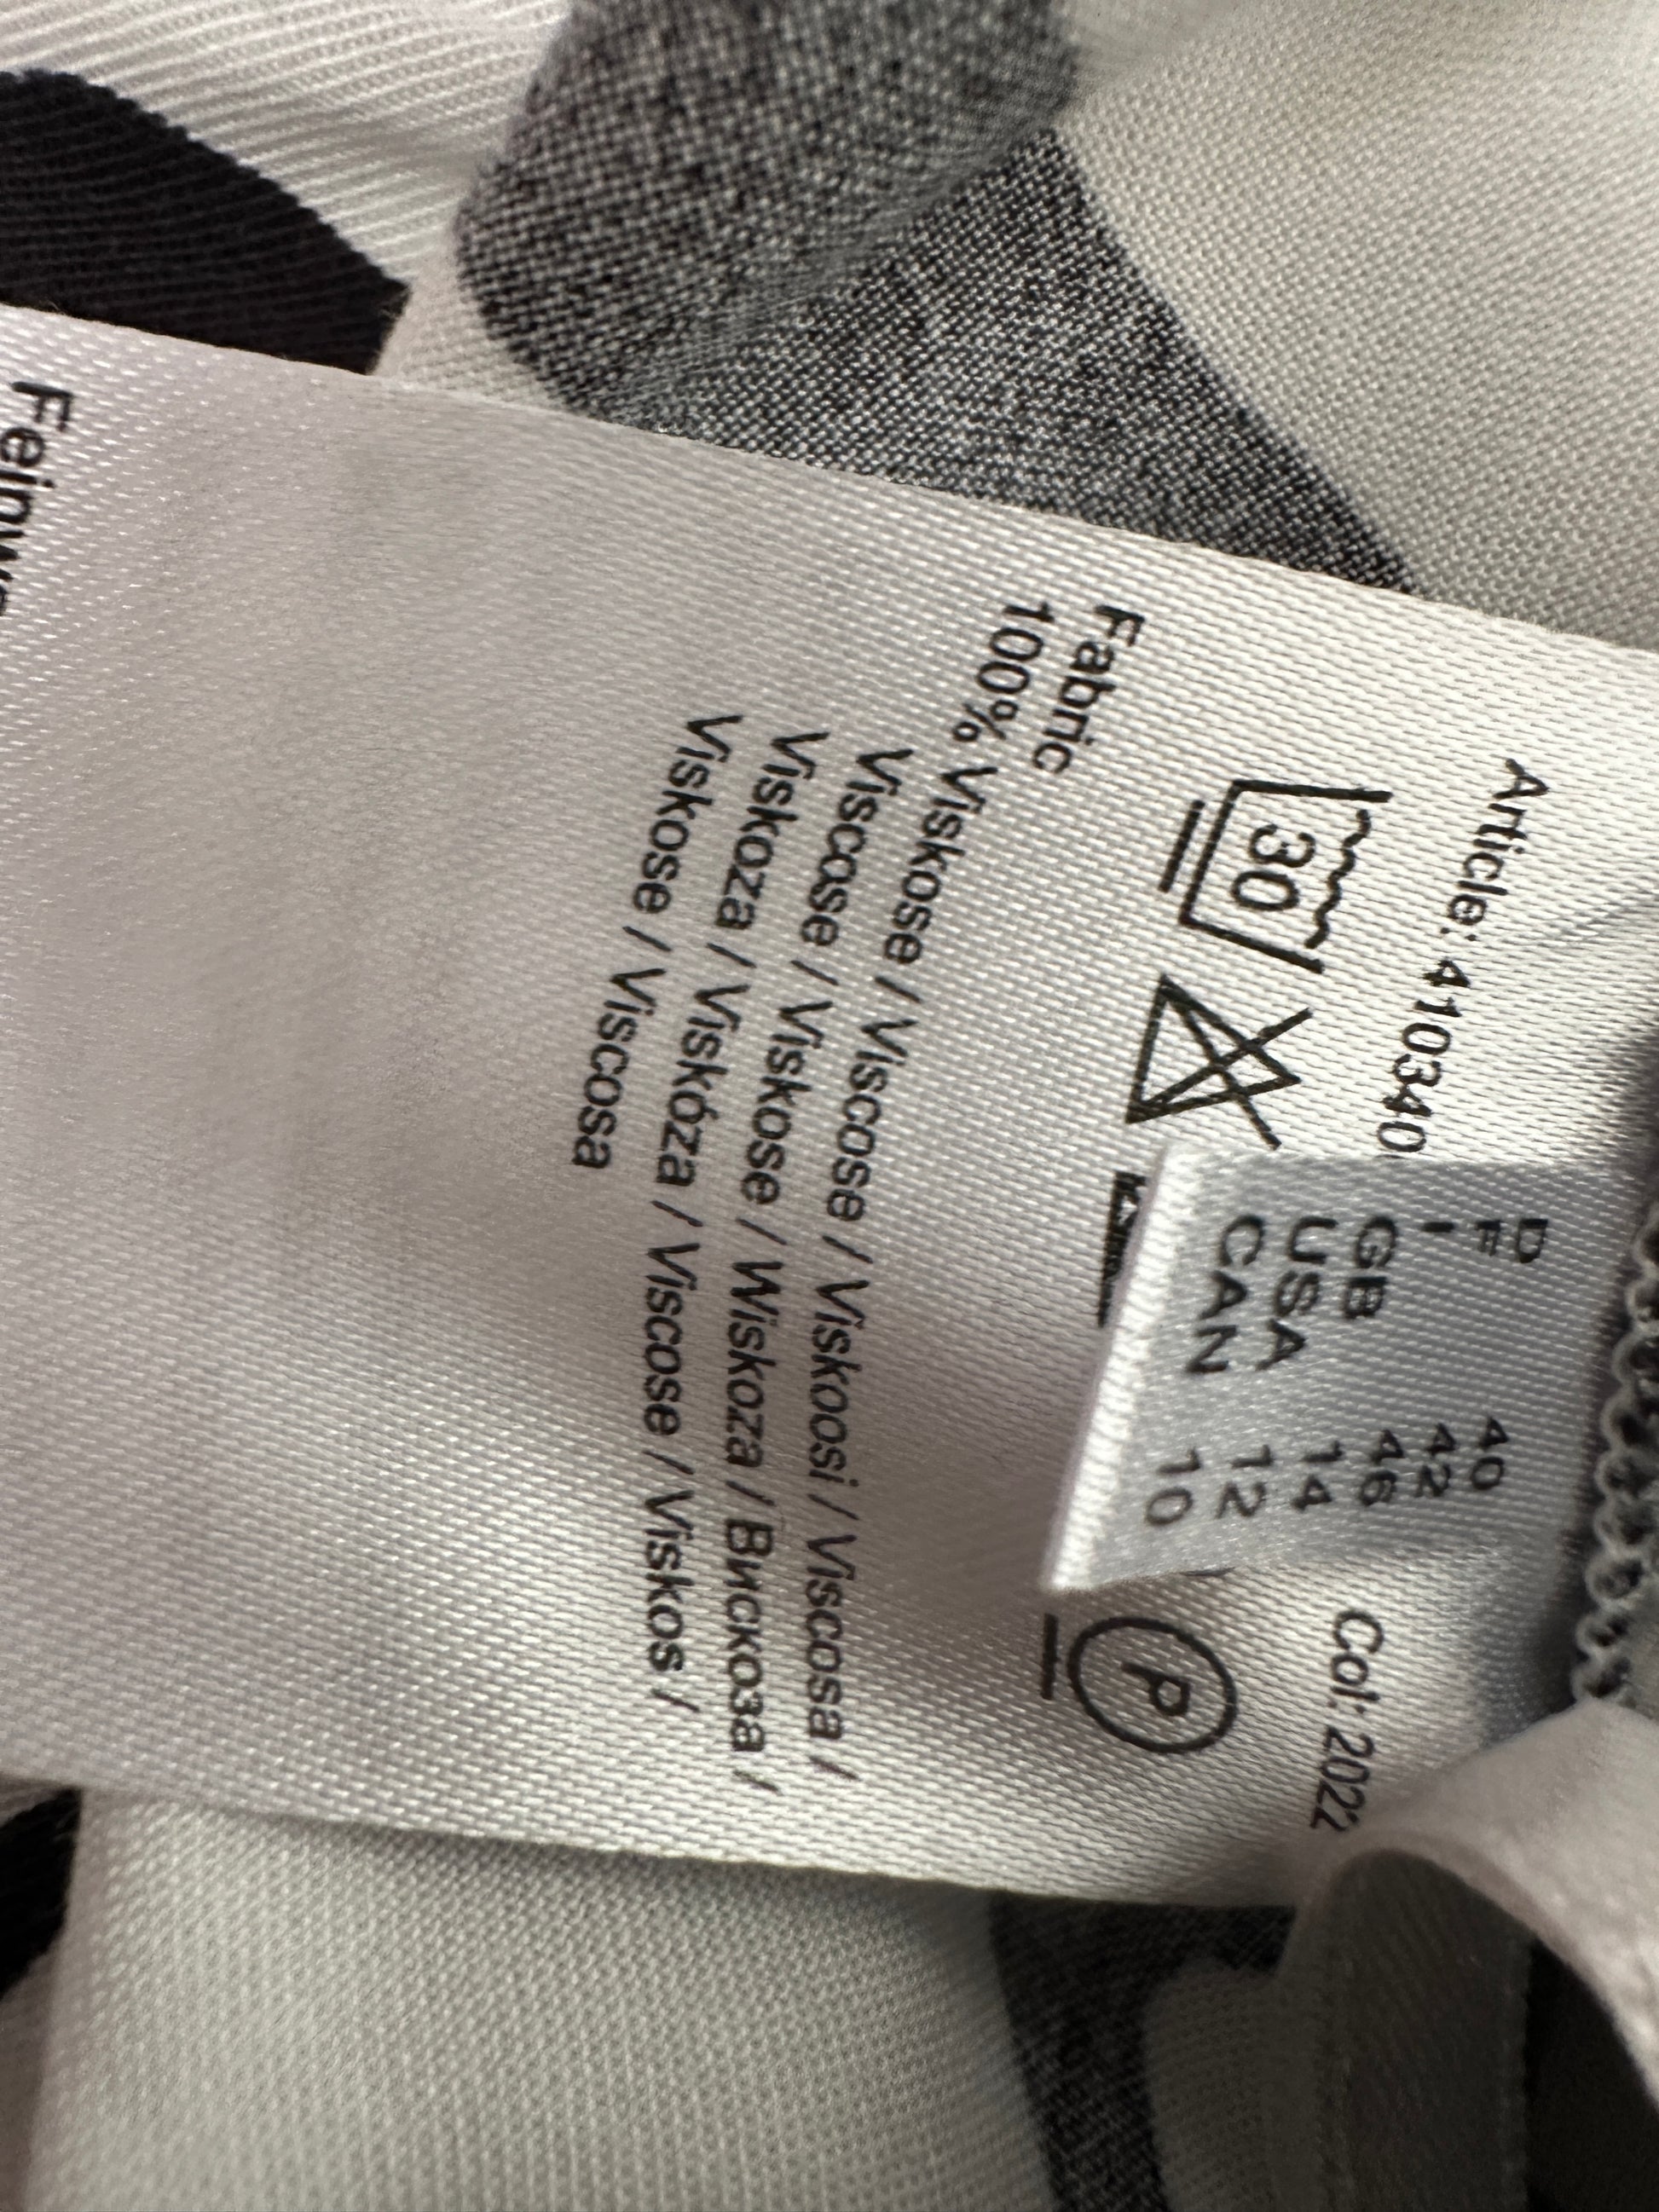 Article: 410340
Col: 2022
30
P
D 40
F 42
I 46
GB 14
USA 12
CAN 10
Fabric
100% Viskose / Viscose / Viskoosi / Viscosa /
Viscose / Viskose / Wiskoza / Вискоза /
Viskoza / Viskóza / Viscose / Viskos /
Viskose / Viscosa